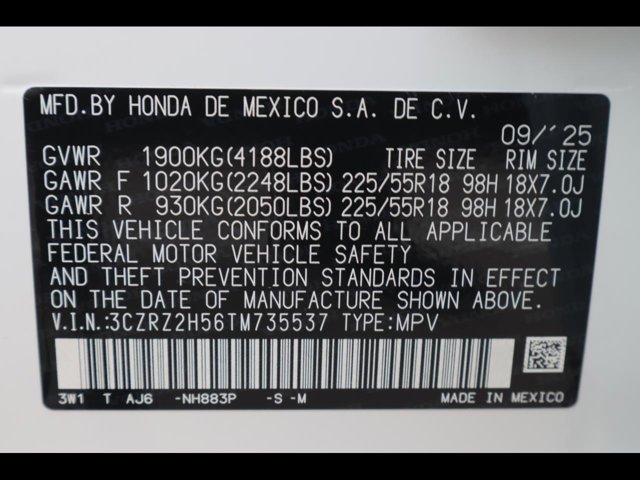 MFD.BY HONDA DE MEXICO S.A. DE C.V.
09/'25
GVWR 1900KG(4188LBS) TIRE SIZE RIM SIZE
GAWR F 1020KG(2248LBS) 225/55R18 98H 18X7.0J
GAWR R 930KG(2050LBS) 225/55R18 98H 18X7.0J
THIS VEHICLE CONFORMS TO ALL APPLICABLE
FEDERAL MOTOR VEHICLE SAFETY
AND THEFT PREVENTION STANDARDS IN EFFECT
ON THE DATE OF MANUFACTURE SHOWN ABOVE.
V.I.N.:3CZRZ2H56TM735537 TYPE:MPV
3W1 T AJ6 -NH883P -S -M MADE IN MEXICO